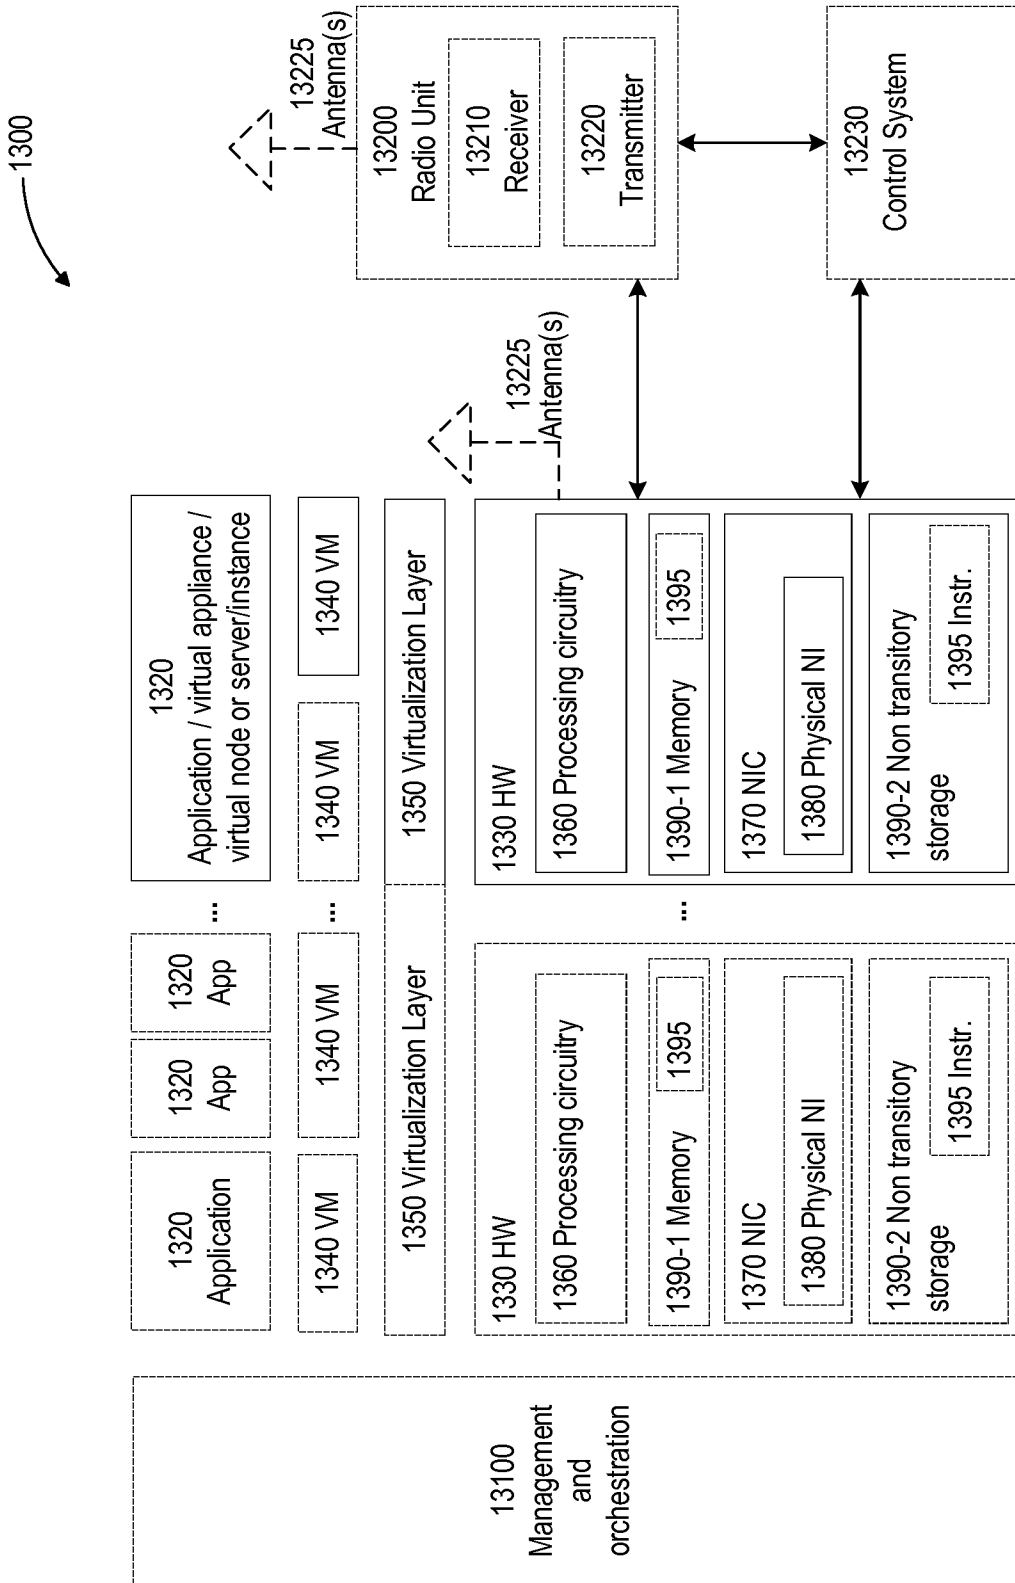 1300
13100
Management
and
orchestration
1320
Application
1320
App
1320
App
...
1320
Application / virtual appliance /
virtual node or server/instance
1340 VM
1340 VM
...
1340 VM
1340 VM
1350 Virtualization Layer
1350 Virtualization Layer
1330 HW
1360 Processing circuitry
1390-1 Memory
1395
1370 NIC
1380 Physical NI
1390-2 Non transitory
storage
1395 Instr.
...
1330 HW
1360 Processing circuitry
1390-1 Memory
1395
1370 NIC
1380 Physical NI
1390-2 Non transitory
storage
1395 Instr.
13225
Antenna(s)
13225
Antenna(s)
13200
Radio Unit
13210
Receiver
13220
Transmitter
13230
Control System